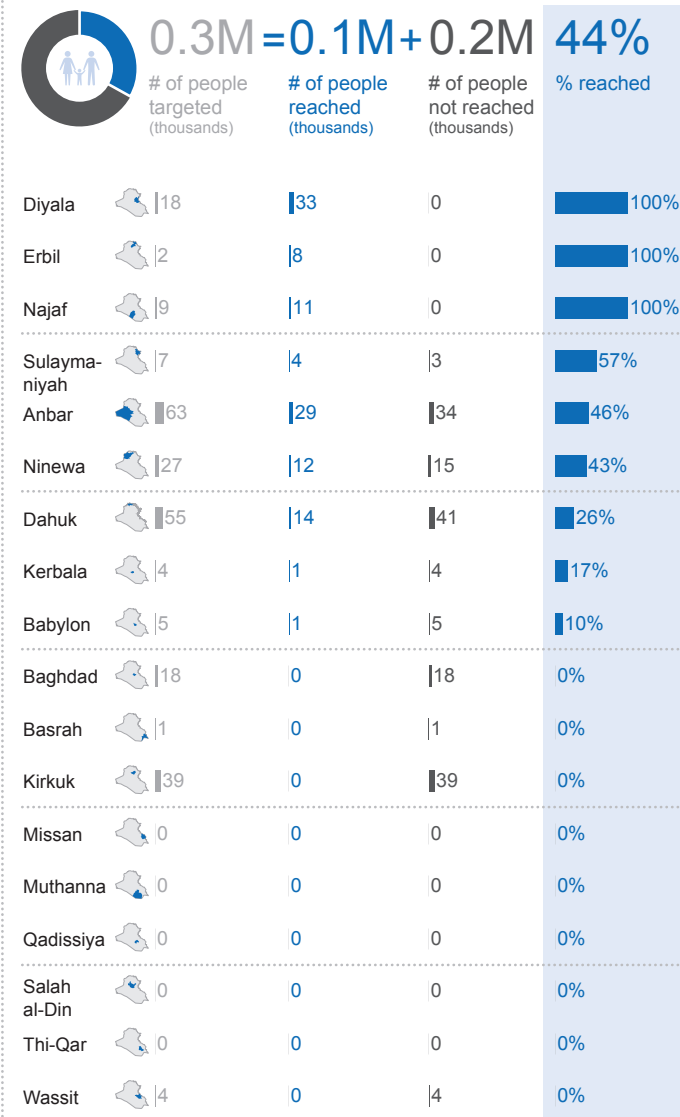 0.3M = 0.1M + 0.2M 44%
# of people targeted (thousands) # of people reached (thousands) # of people not reached (thousands) % reached
Diyala 18 33 0 100%
Erbil 2 8 0 100%
Najaf 9 11 0 100%
Sulayma-niyah 7 4 3 57%
Anbar 63 29 34 46%
Ninewa 27 12 15 43%
Dahuk 55 14 41 26%
Kerbala 4 1 4 17%
Babylon 5 1 5 10%
Baghdad 18 0 18 0%
Basrah 1 0 1 0%
Kirkuk 39 0 39 0%
Missan 0 0 0 0%
Muthanna 0 0 0 0%
Qadissiya 0 0 0 0%
Salah al-Din 0 0 0 0%
Thi-Qar 0 0 0 0%
Wassit 4 0 4 0%